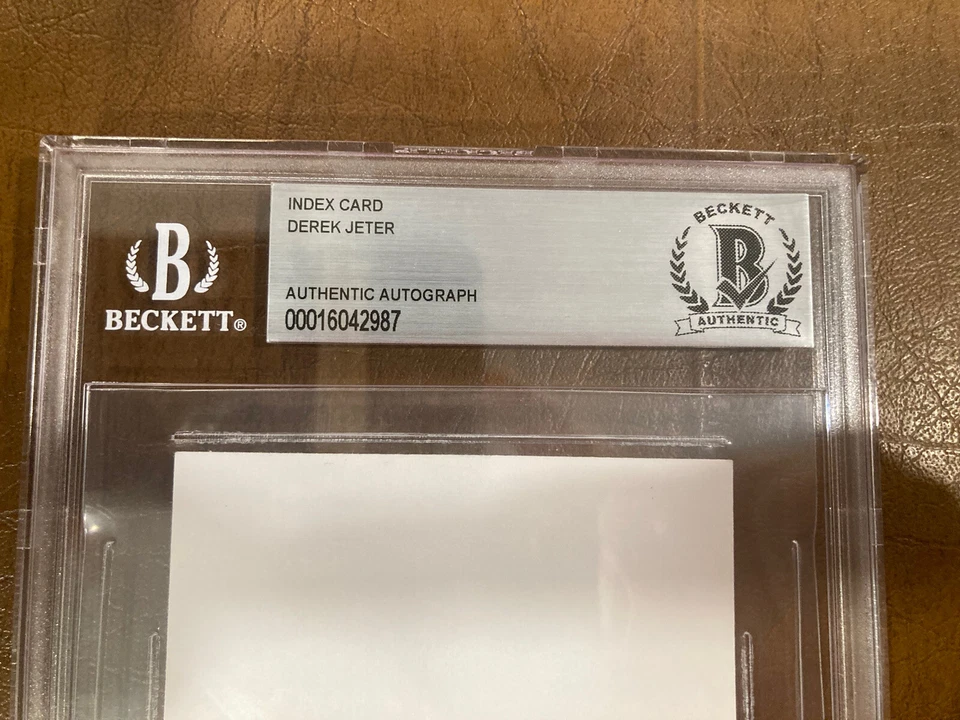 B
BECKETT®
INDEX CARD
DEREK JETER
AUTHENTIC AUTOGRAPH
00016042987
BECKETT
B
AUTHENTIC